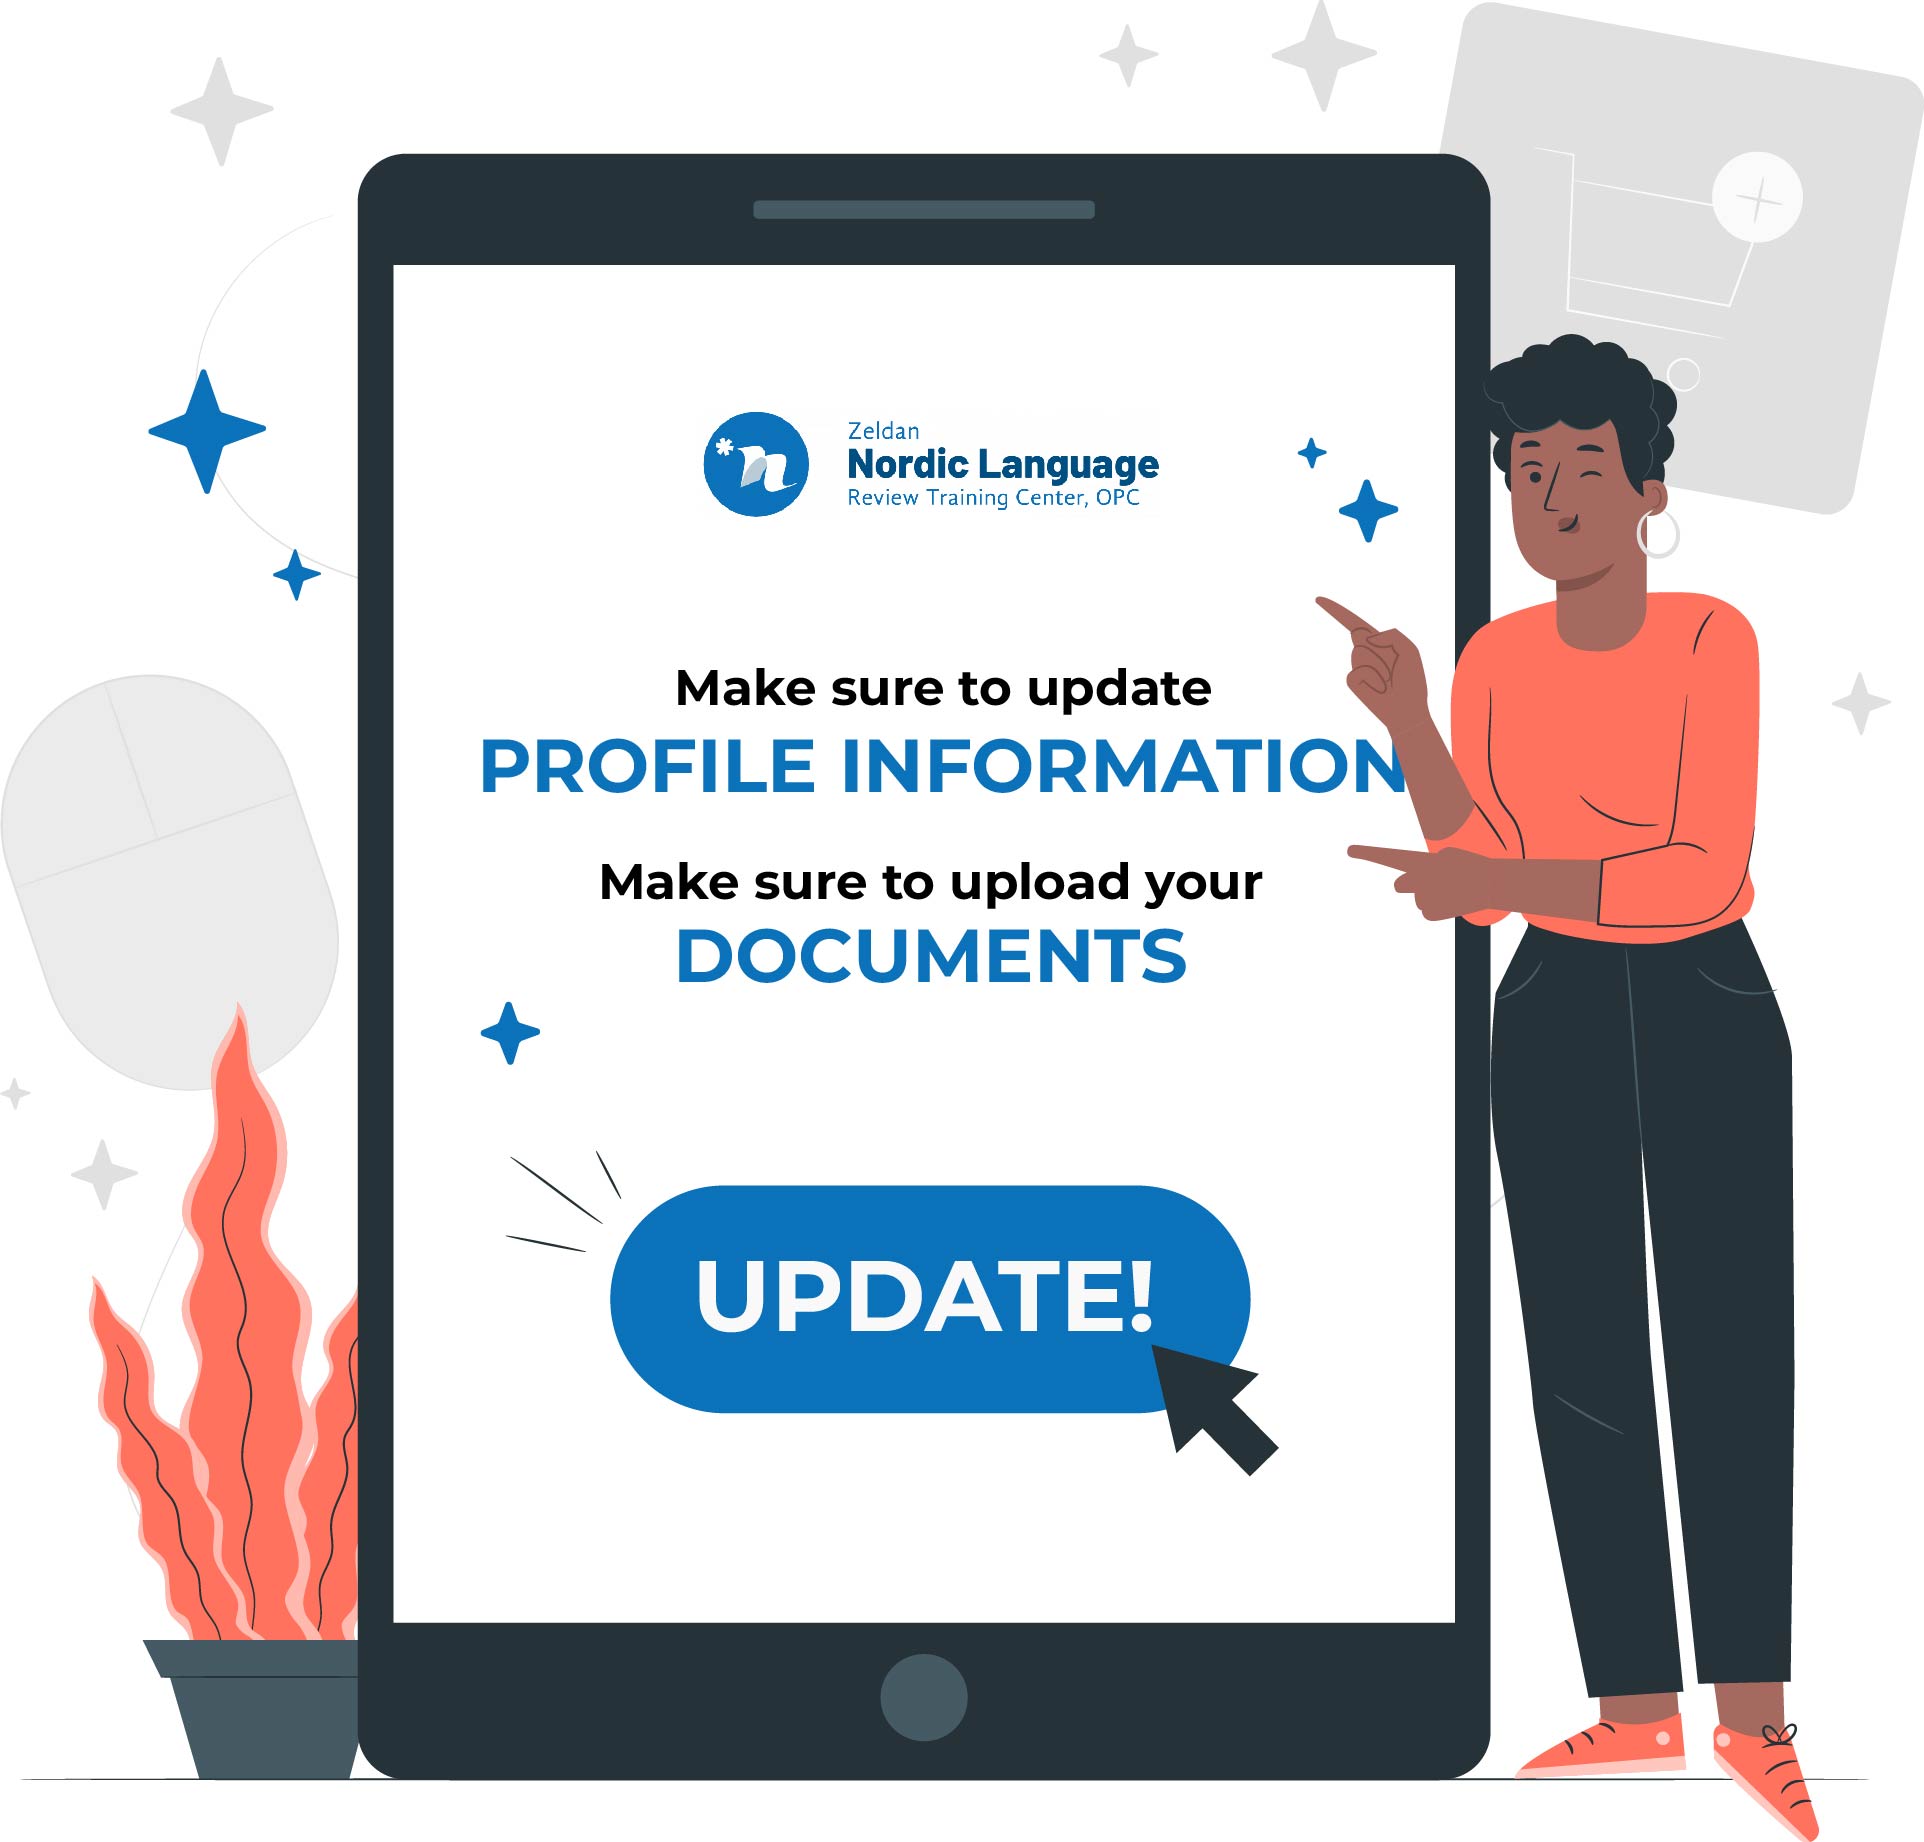 Zeldan
Nordic Language
Review Training Center, OPC
Make sure to update
PROFILE INFORMATION
Make sure to upload your
DOCUMENTS
UPDATE!